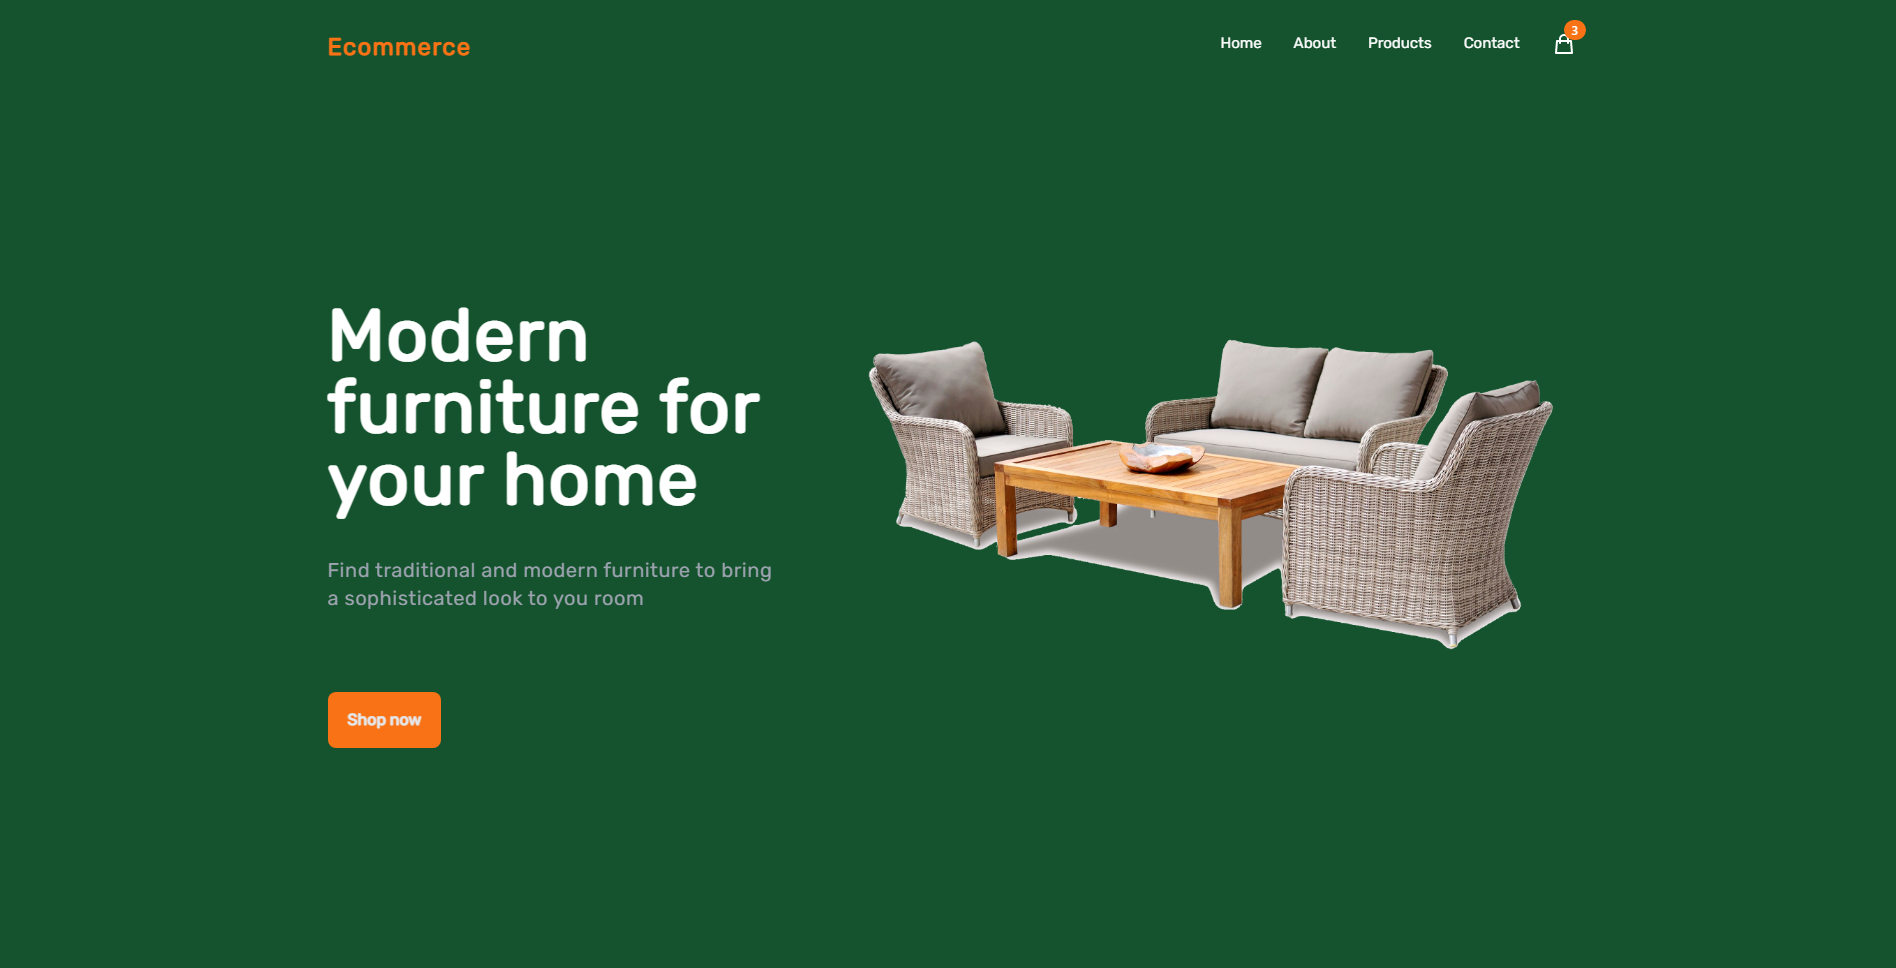 Ecommerce
Home About Products Contact 3
Modern
furniture for
your home
Find traditional and modern furniture to bring
a sophisticated look to you room
Shop now